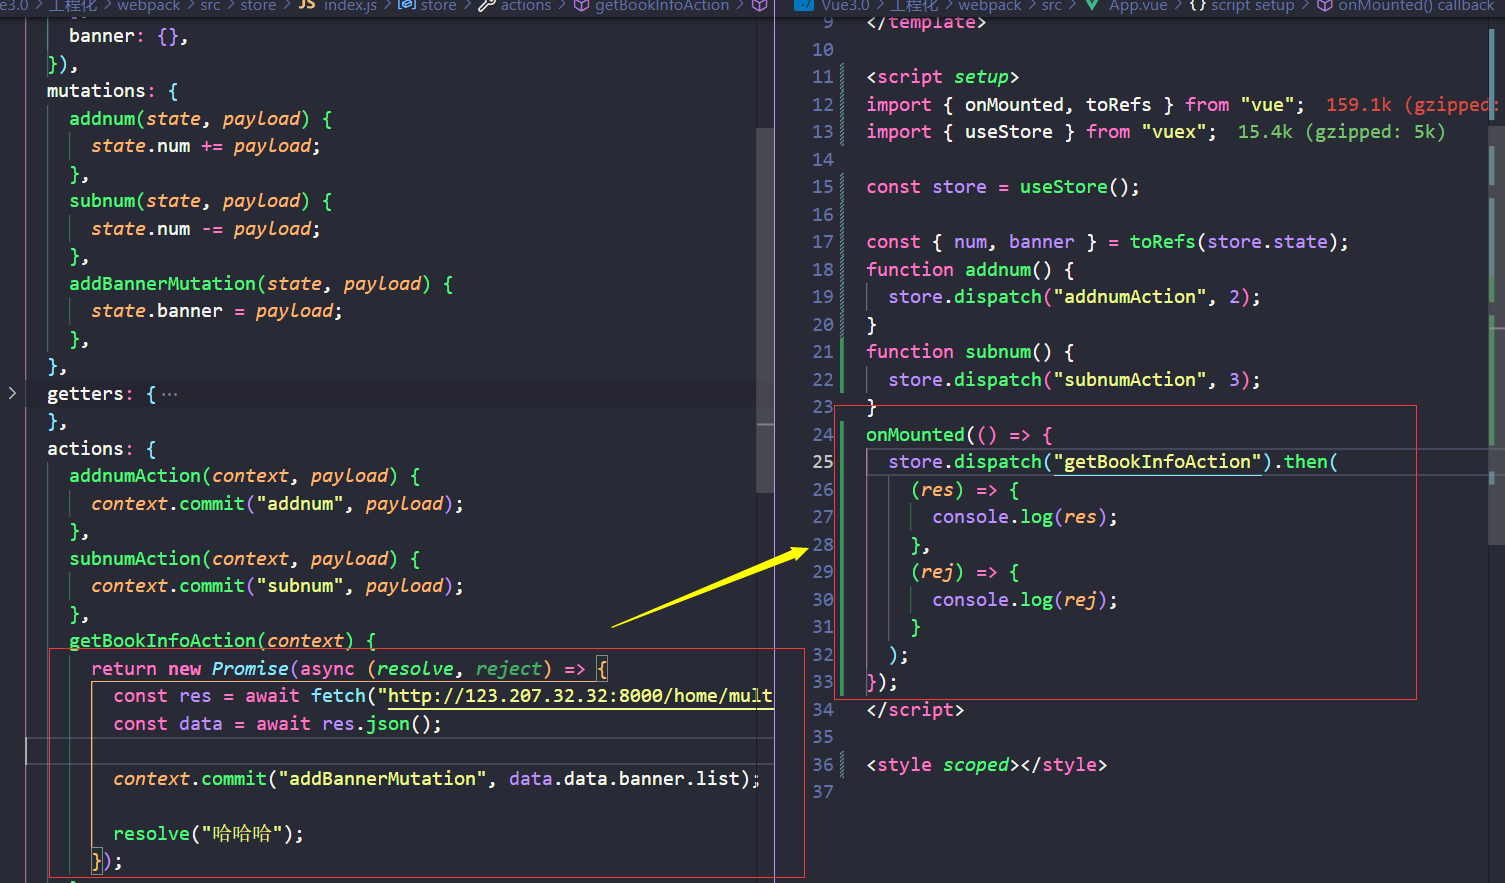 e3.0 > 工程化 > webpack > src > store > JS index.js > store > actions > getBookInfoAction >
banner: {},
}),
mutations: {
addnum(state, payload) {
state.num += payload;
},
subnum(state, payload) {
state.num -= payload;
},
addBannerMutation(state, payload) {
state.banner = payload;
},
},
getters: { ···
},
actions: {
addnumAction(context, payload) {
context.commit("addnum", payload);
},
subnumAction(context, payload) {
context.commit("subnum", payload);
},
getBookInfoAction(context) {
return new Promise(async (resolve, reject) => {
const res = await fetch("http://123.207.32.32:8000/home/mult
const data = await res.json();
context.commit("addBannerMutation", data.data.banner.list);
resolve("哈哈哈");
});
Vue3.0 > 工程化 > webpack > src > App.vue > {} script setup > onMounted() callback
9 </template>
10
11 <script setup>
12 import { onMounted, toRefs } from "vue"; 159.1k (gzipped:
13 import { useStore } from "vuex"; 15.4k (gzipped: 5k)
14
15 const store = useStore();
16
17 const { num, banner } = toRefs(store.state);
18 function addnum() {
19 store.dispatch("addnumAction", 2);
20 }
21 function subnum() {
22 store.dispatch("subnumAction", 3);
23 }
24 onMounted(() => {
25 store.dispatch("getBookInfoAction").then(
26 (res) => {
27 console.log(res);
28 },
29 (rej) => {
30 console.log(rej);
31 }
32 );
33 });
34 </script>
35
36 <style scoped></style>
37